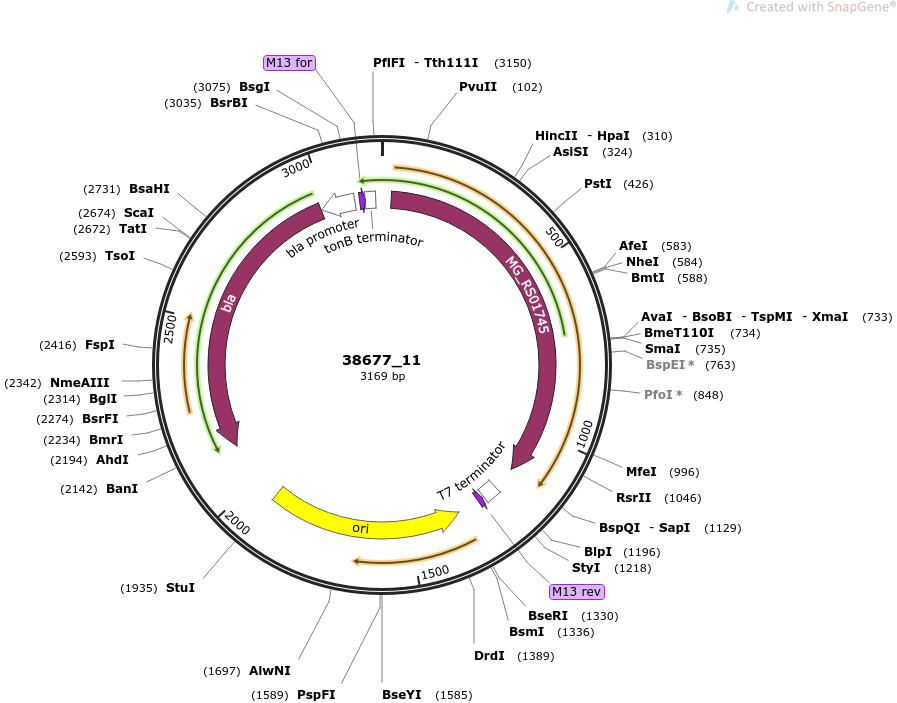 Created with SnapGene®
M13 for
PflFI - Tth111I (3150)
(3075) BsgI
PvuII (102)
(3035) BsrBI
HincII - HpaI (310)
AsiSI (324)
PstI (426)
(2731) BsaHI
(2674) ScaI
(2672) TatI
(2593) TsoI
AfeI (583)
NheI (584)
BmtI (588)
AvaI - BsoBI - TspMI - XmaI (733)
BmeT110I (734)
SmaI (735)
BspEI * (763)
PfoI * (848)
(2416) FspI
(2342) NmeAIII
(2314) BglI
(2274) BsrFI
(2234) BmrI
(2194) AhdI
(2142) BanI
MfeI (996)
RsrII (1046)
BspQI - SapI (1129)
BlpI (1196)
StyI (1218)
M13 rev
BseRI (1330)
BsmI (1336)
DrdI (1389)
(1935) StuI
(1697) AlwNI
(1589) PspFI
BseYI (1585)
3000
500
1000
1500
2000
2500
bla promoter
tonB terminator
MG_RS01745
bla
38677_11
3169 bp
T7 terminator
ori